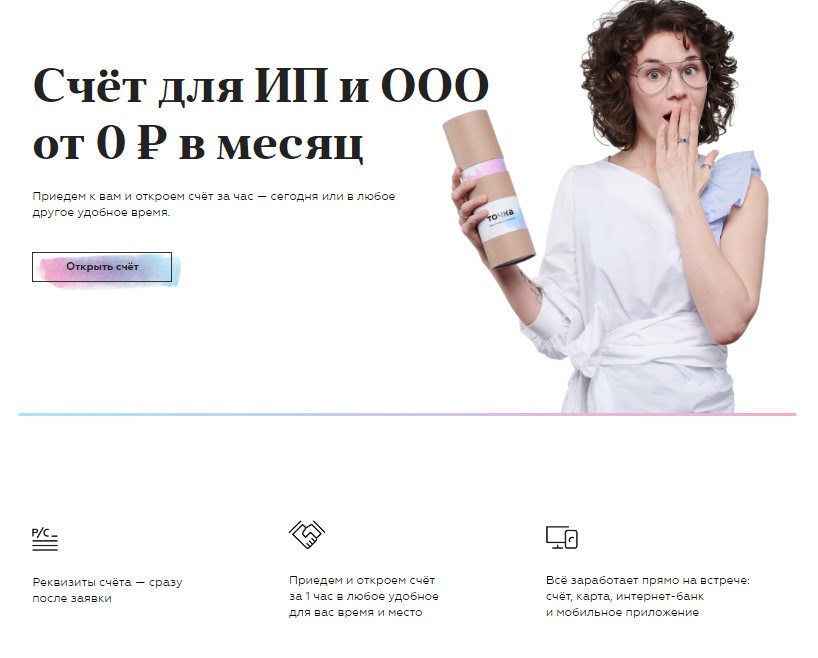 Счёт для ИП и ООО
от 0 ₽ в месяц
Приедем к вам и откроем счёт за час — сегодня или в любое
другое удобное время.
Открыть счёт
точка
Р/С
Реквизиты счёта — сразу
после заявки
Приедем и откроем счёт
за 1 час в любое удобное
для вас время и место
Всё заработает прямо на встрече:
счёт, карта, интернет-банк
и мобильное приложение